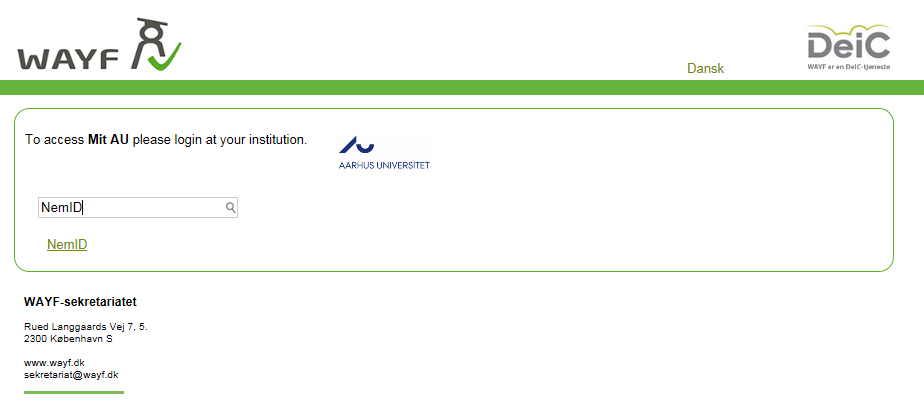 WAYF
DeiC
WAYF er en DeiC-tjeneste
Dansk
To access Mit AU please login at your institution.
AARHUS UNIVERSITET
NemID
NemID
WAYF-sekretariatet
Rued Langgaards Vej 7, 5.
2300 København S
www.wayf.dk
sekretariat@wayf.dk